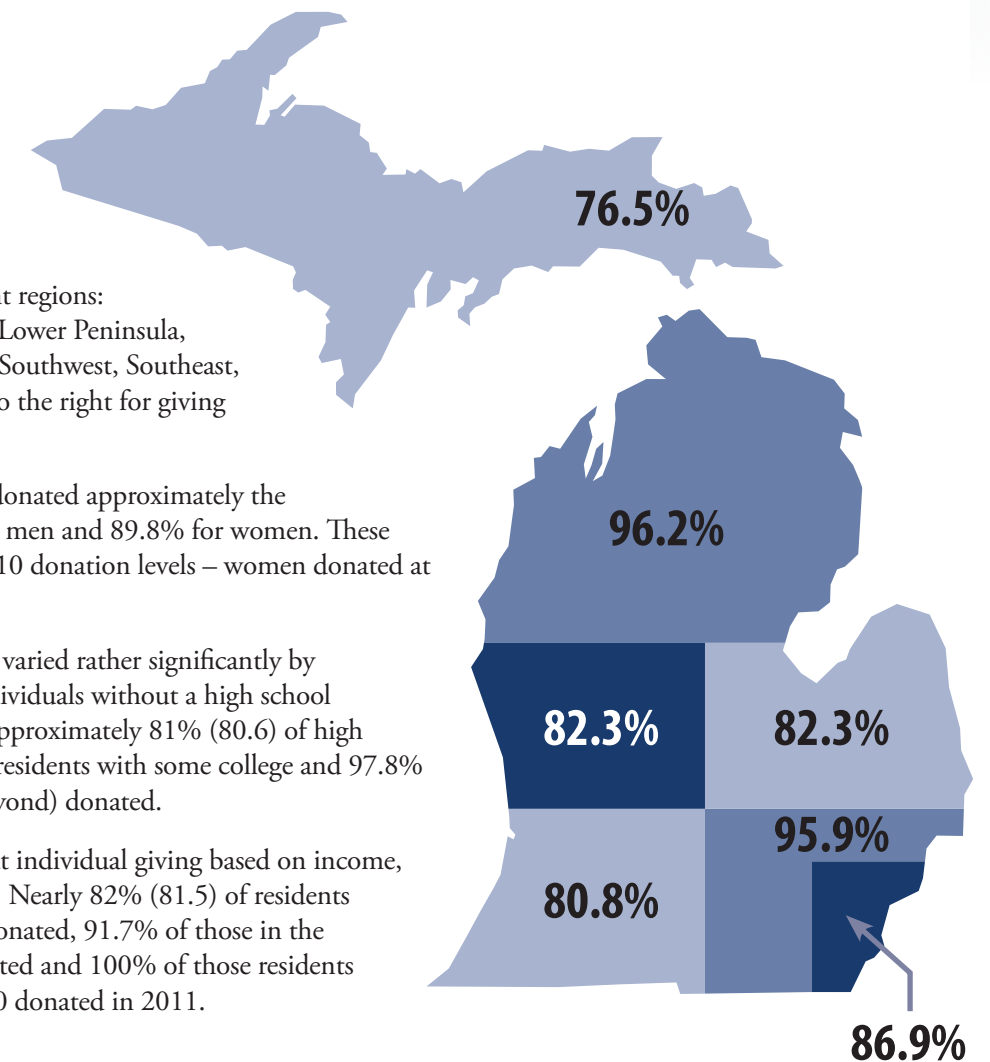 76.5%
t regions:
Lower Peninsula,
Southwest, Southeast,
o the right for giving
donated approximately the
men and 89.8% for women. These
10 donation levels – women donated at
varied rather significantly by
ividuals without a high school
pproximately 81% (80.6) of high
residents with some college and 97.8%
yond) donated.
t individual giving based on income,
Nearly 82% (81.5) of residents
onated, 91.7% of those in the
ted and 100% of those residents
0 donated in 2011.
96.2%
82.3%
82.3%
95.9%
80.8%
86.9%